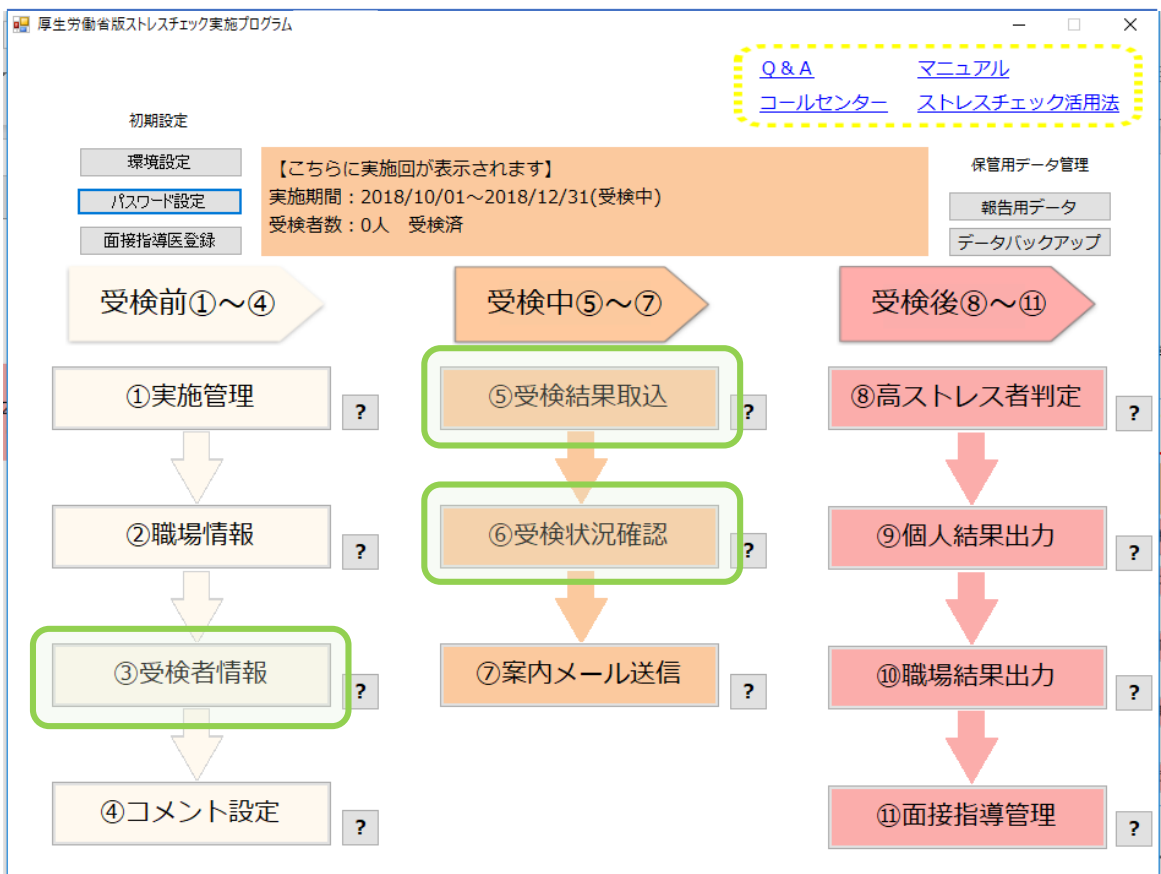 厚生労働省版ストレスチェック実施プログラム
Q&A
マニュアル
コールセンター
ストレスチェック活用法
初期設定
環境設定
パスワード設定
面接指導医登録
【こちらに実施回が表示されます】
実施期間：2018/10/01～2018/12/31(受検中)
受検者数：0人 受検済
保管用データ管理
報告用データ
データバックアップ
受検前①～④
受検中⑤～⑦
受検後⑧～⑪
①実施管理
?
⑤受検結果取込
?
⑧高ストレス者判定
?
②職場情報
?
⑥受検状況確認
?
⑨個人結果出力
?
③受検者情報
?
⑦案内メール送信
?
⑩職場結果出力
?
④コメント設定
?
⑪面接指導管理
?